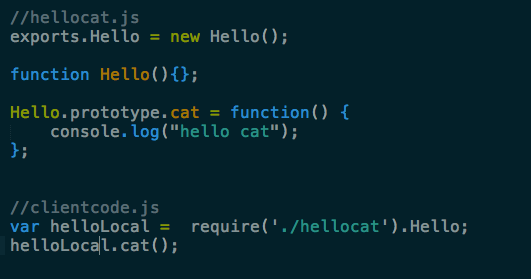 //hellocat.js
exports.Hello = new Hello();
function Hello(){};
Hello.prototype.cat = function() {
    console.log("hello cat");
};
//clientcode.js
var helloLocal =  require('./hellocat').Hello;
helloLocal.cat();